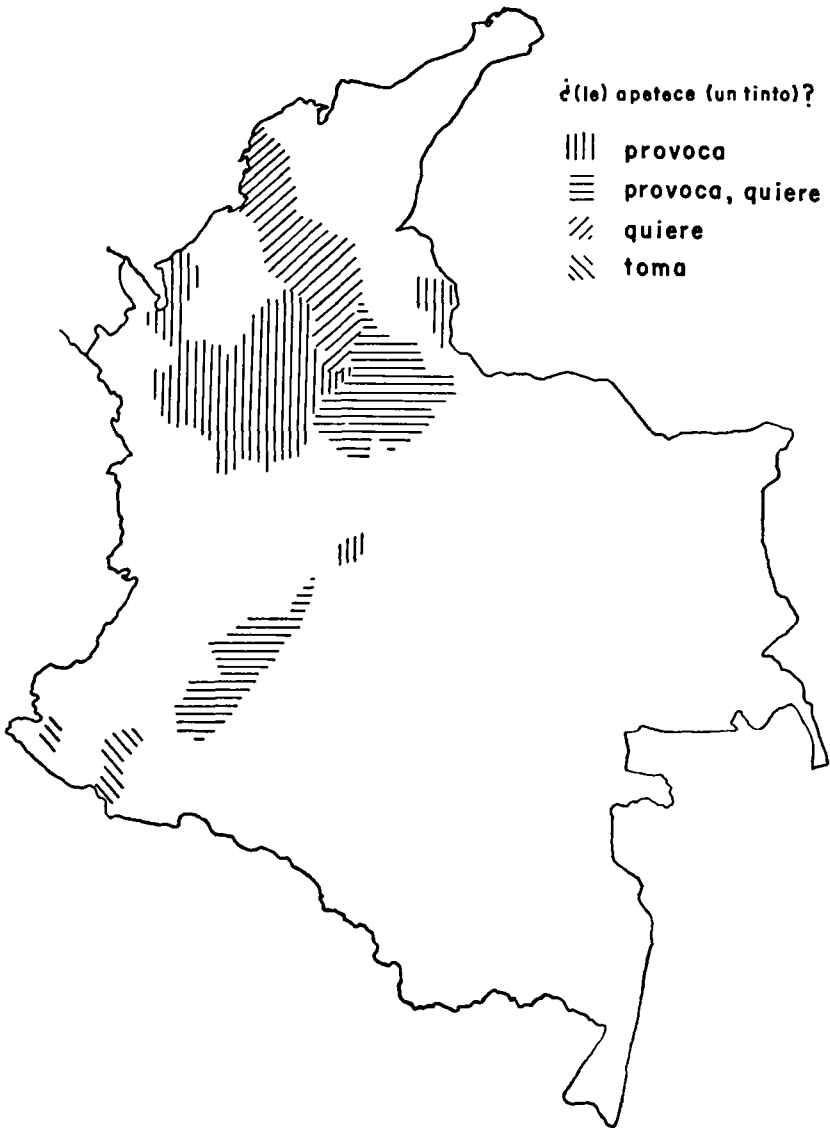 ¿(le) apetece (un tinto)?
provoca
provoca, quiere
quiere
toma